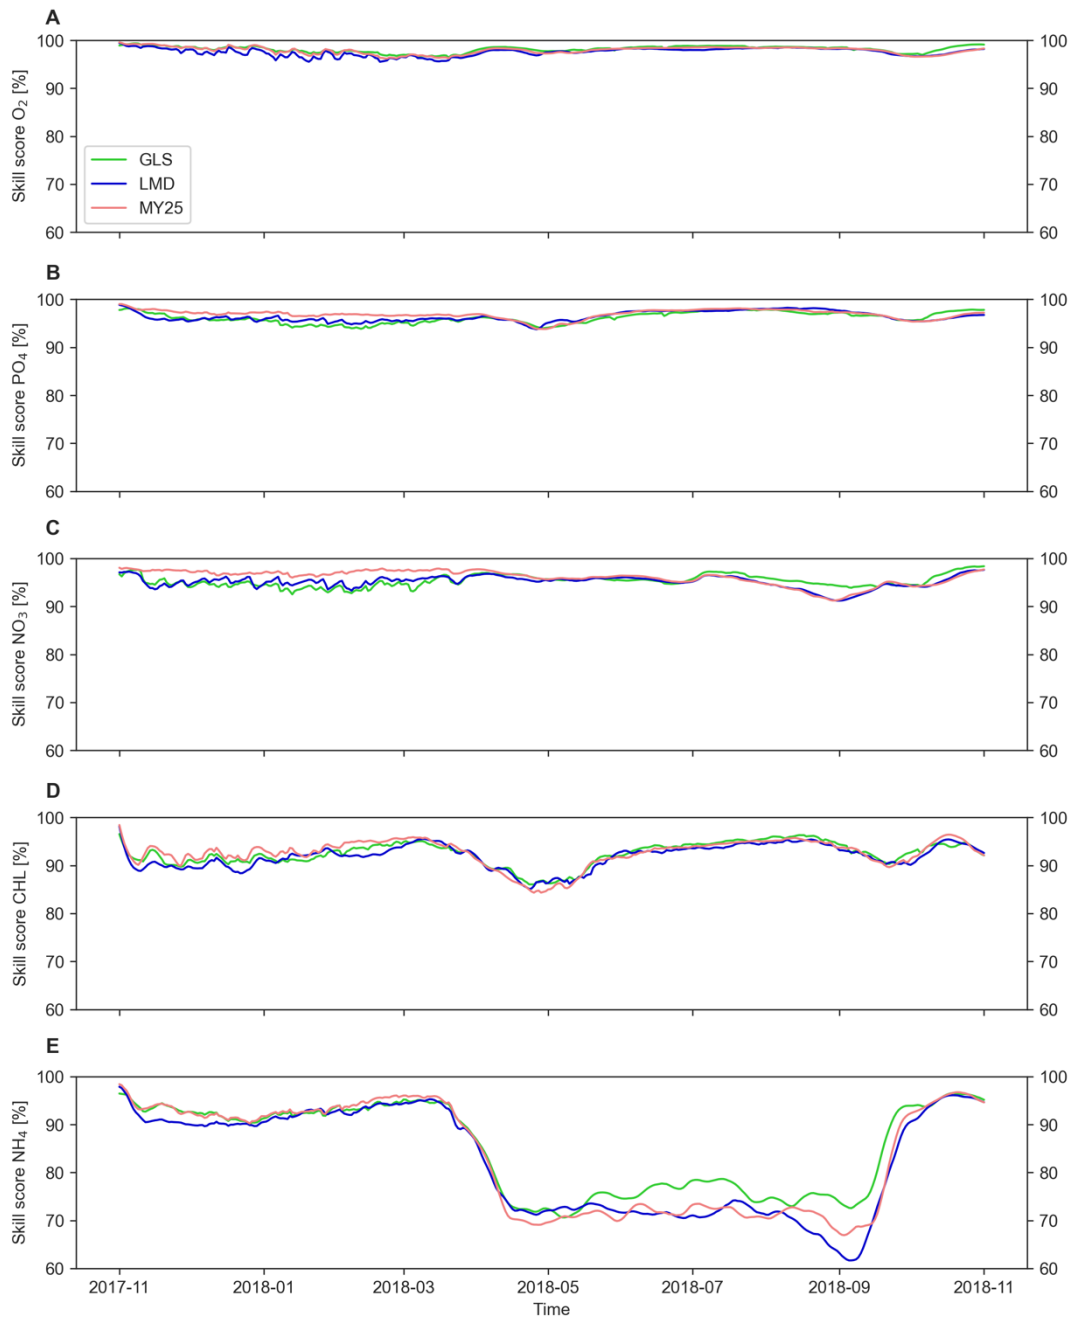 A
100 100
90 90
80 80
70 70
60 60
Skill score O₂ [%]
GLS
LMD
MY25
B
100 100
90 90
80 80
70 70
60 60
Skill score PO₄ [%]
C
100 100
90 90
80 80
70 70
60 60
Skill score NO₃ [%]
D
100 100
90 90
80 80
70 70
60 60
Skill score CHL [%]
E
100 100
90 90
80 80
70 70
60 60
Skill score NH₄ [%]
2017-11 2018-01 2018-03 2018-05 2018-07 2018-09 2018-11
Time